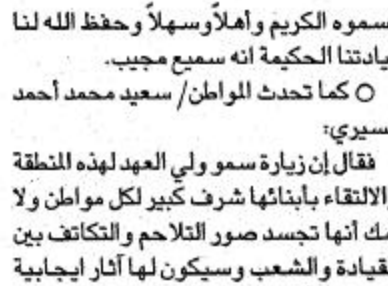 سموه الكريم وأهلاً وسهلاً وحفظ الله لنا
يادتنا الحكيمة انه سميع مجيب.
○ كما تحدث المواطن/ سعيد محمد أحمد
سيري:
فقال إن زيارة سمو ولي العهد لهذه المنطقة
الالتقاء بأبنائها شرف كبير لكل مواطن ولا
ك أنها تجسد صور التلاحم والتكاتف بين
قيادة والشعب وسيكون لها آثار ايجابية